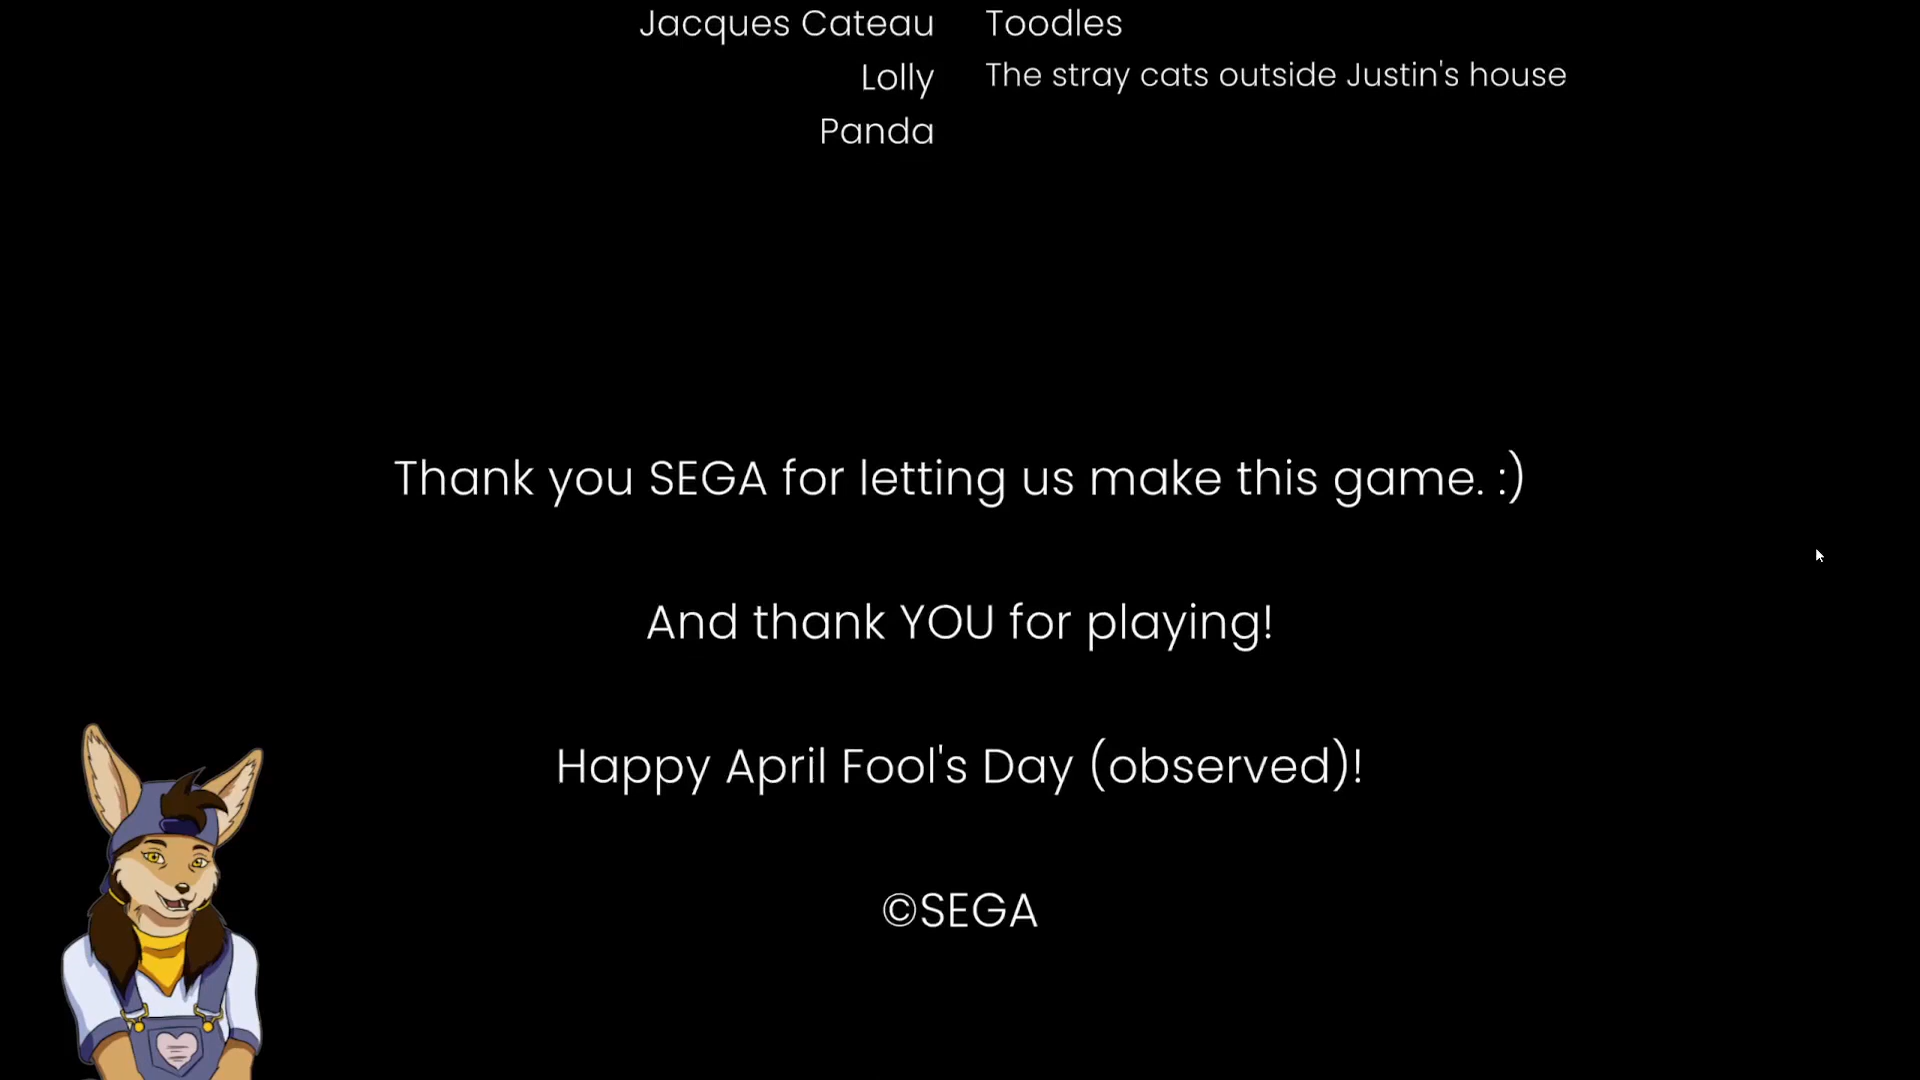 Jacques Cateau Toodles
Lolly The stray cats outside Justin's house
Panda
Thank you SEGA for letting us make this game. :)
And thank YOU for playing!
Happy April Fool's Day (observed)!
©SEGA